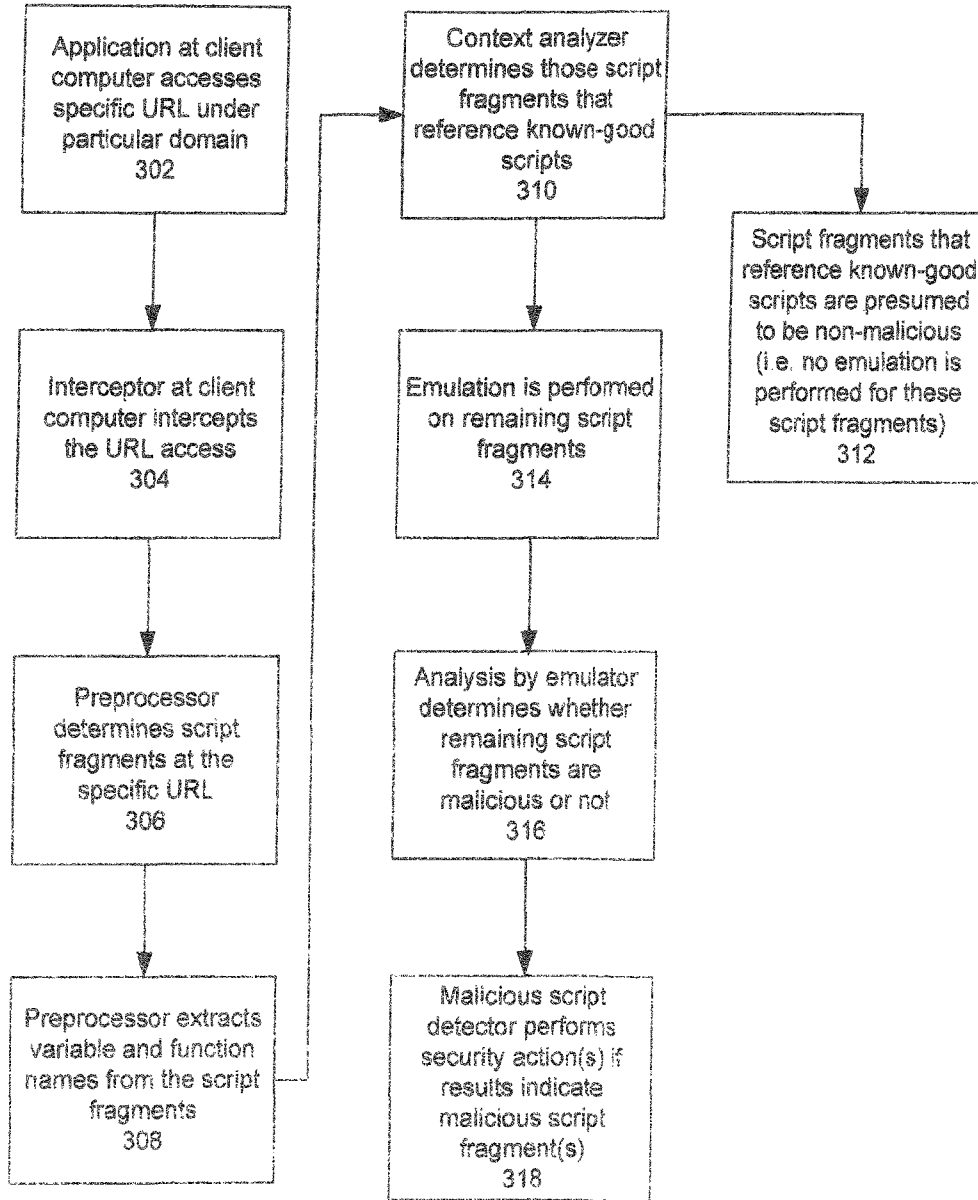 Application at client
computer accesses
specific URL under
particular domain
302
Interceptor at client
computer intercepts
the URL access
304
Preprocessor
determines script
fragments at the
specific URL
306
Preprocessor extracts
variable and function
names from the script
fragments
308
Context analyzer
determines those script
fragments that
reference known-good
scripts
310
Script fragments that
reference known-good
scripts are presumed
to be non-malicious
(i.e. no emulation is
performed for these
script fragments)
312
Emulation is performed
on remaining script
fragments
314
Analysis by emulator
determines whether
remaining script
fragments are
malicious or not
316
Malicious script
detector performs
security action(s) if
results indicate
malicious script
fragment(s)
318